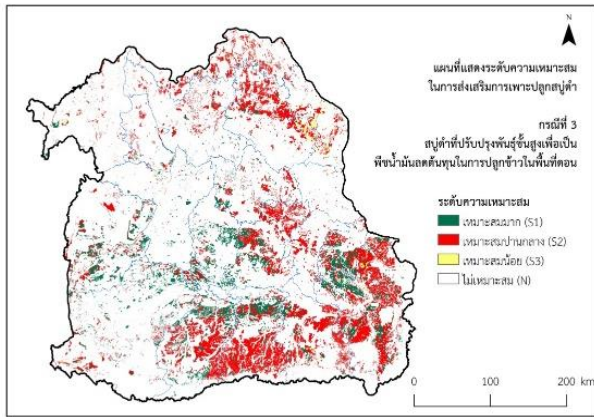 N
แผนที่แสดงระดับความเหมาะสม
ในการส่งเสริมการเพาะปลูกสบู่ดำ
กรณีที่ 3
สบู่ดำที่ปรับปรุงพันธุ์ขั้นสูงเพื่อเป็น
พืชน้ำมันลดต้นทุนในการปลูกข้าวในพื้นที่ดอน
ระดับความเหมาะสม
เหมาะสมมาก (S1)
เหมาะสมปานกลาง (S2)
เหมาะสมน้อย (S3)
ไม่เหมาะสม (N)
0 100 200 km